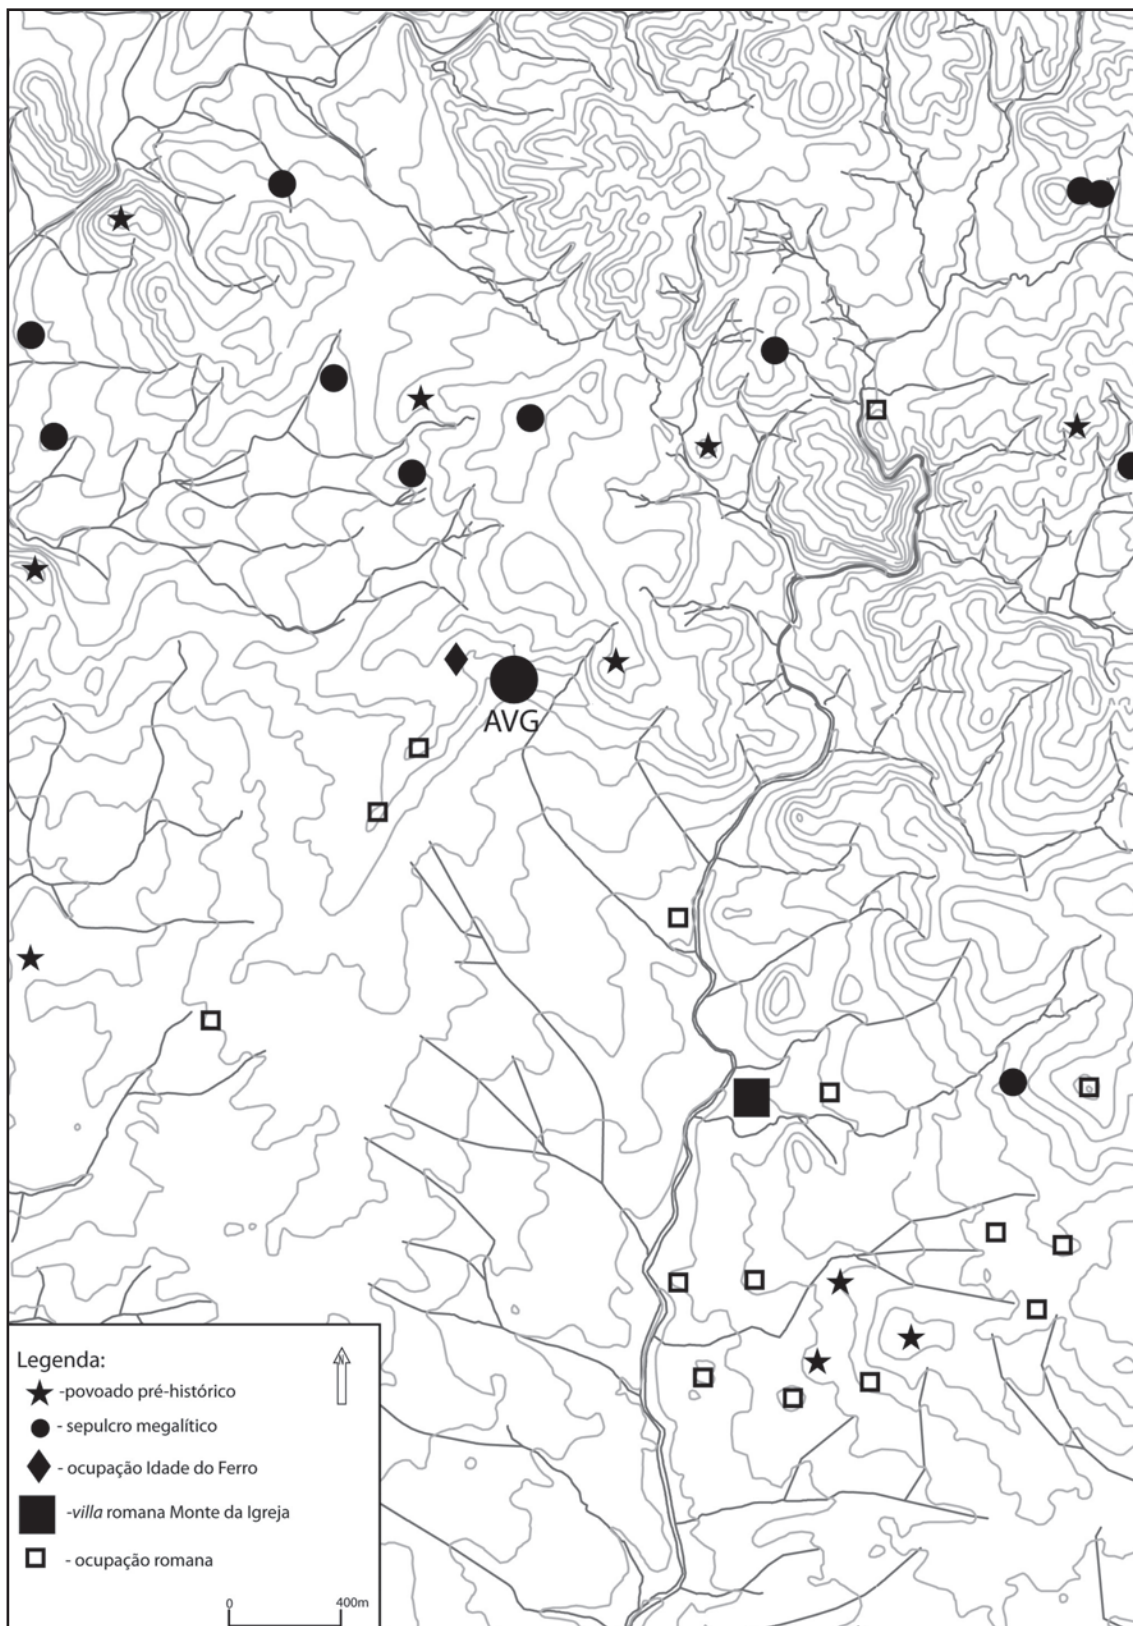 AVG
Legenda:
N
-povoado pré-histórico
- sepulcro megalítico
- ocupação Idade do Ferro
-villa romana Monte da Igreja
- ocupação romana
0 400m